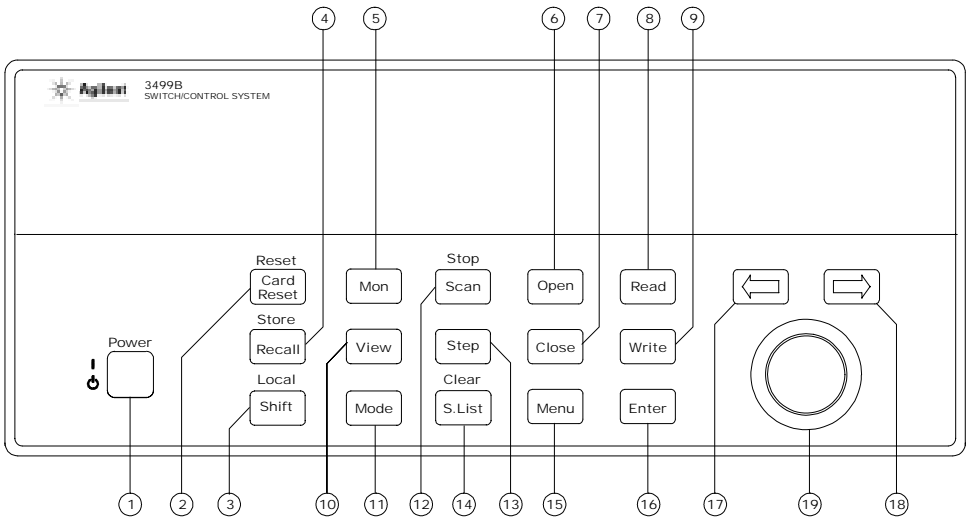 4 5 6 7 8 9
Agilent
3499B
SWITCH/CONTROL SYSTEM
Reset
Card
Reset
Mon
Stop
Scan
Open
Read
Store
Recall
View
Step
Close
Write
Power
Local
Shift
Mode
Clear
S.List
Menu
Enter
1 2 3 10 11 12 14 13 15 16 17 19 18